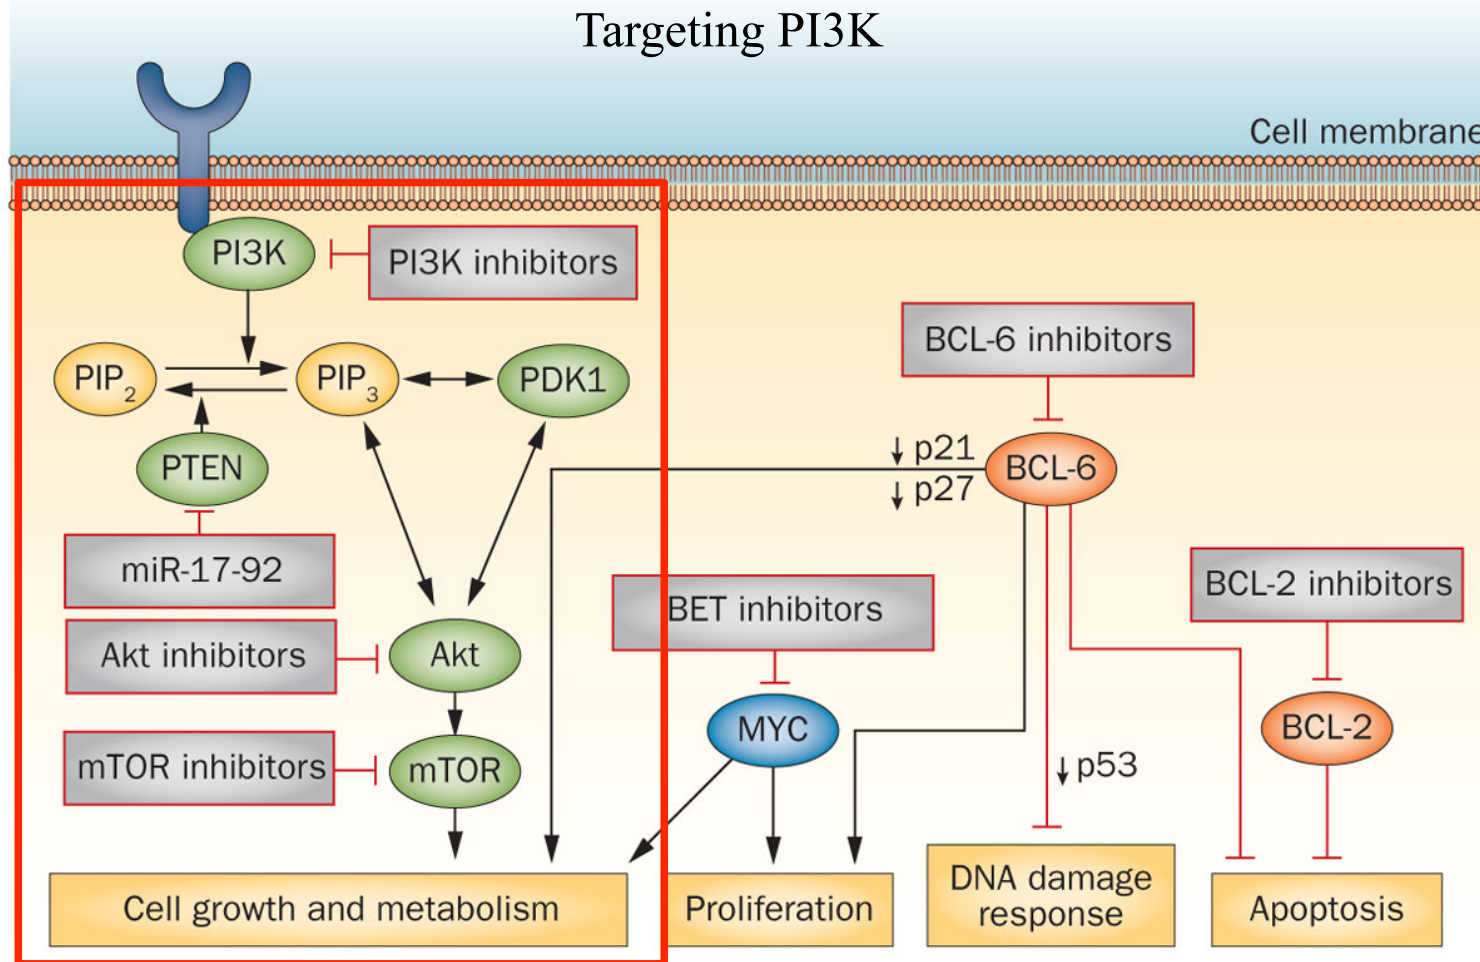 Targeting PI3K
Cell membrane
PI3K
PI3K inhibitors
PIP2
PIP3
PDK1
PTEN
miR-17-92
Akt inhibitors
Akt
mTOR inhibitors
mTOR
Cell growth and metabolism
BCL-6 inhibitors
↓ p21
↓ p27
BCL-6
BET inhibitors
MYC
BCL-2 inhibitors
BCL-2
↓ p53
Proliferation
DNA damage
response
Apoptosis